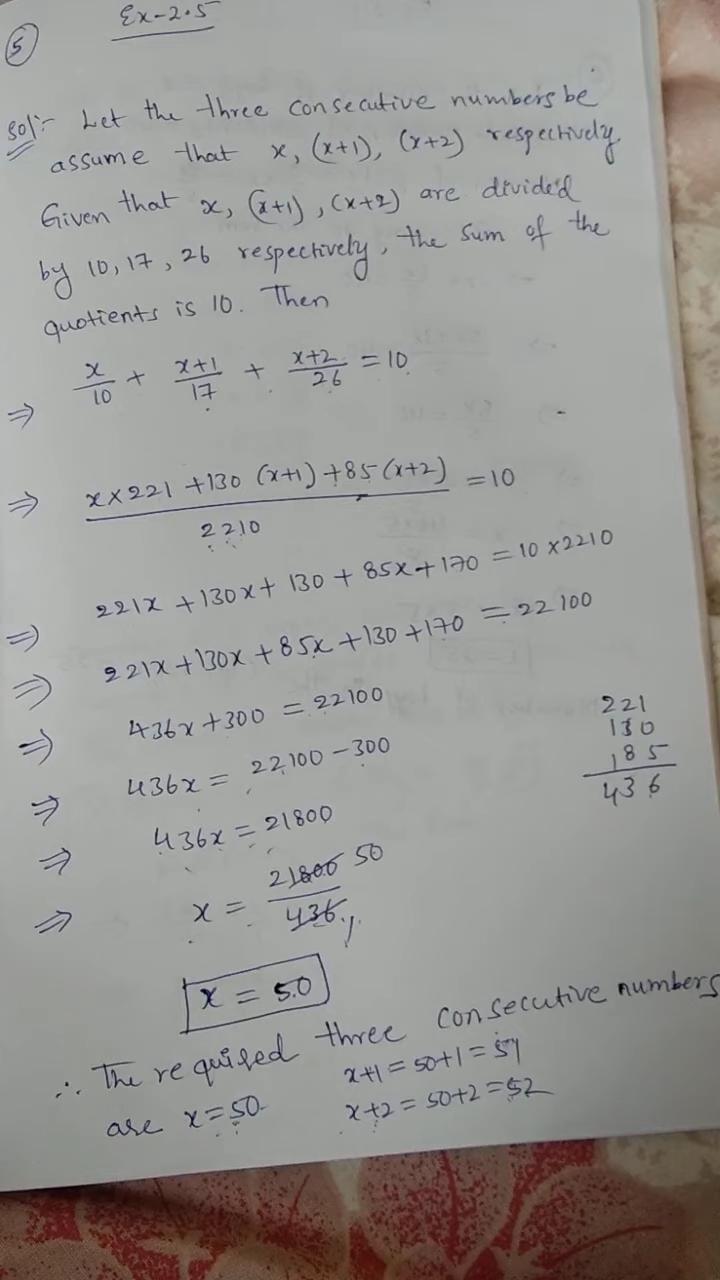 Ex-2.5
5
Sol:- Let the three consecutive numbers be
assume that x, (x+1), (x+2) respectively
Given that x, (x+1), (x+2) are divided
by 10, 17, 26 respectively, the sum of the
quotients is 10. Then
⇒ x/10 + x+1/17 + x+2/26 = 10
⇒ x×221 +130 (x+1) +85 (x+2) / 2210 = 10
⇒ 221x +130x + 130 + 85x + 170 = 10 × 2210
⇒ 221x +130x + 85x +130 +170 = 22100
⇒ 436x +300 = 22100
⇒ 436x = 22100 - 300
⇒ 436x = 21800
⇒ x = 21800/436 50
221
130
185
436
x = 50
∴ The required three consecutive numbers
are x = 50. x+1 = 50+1 = 51
x+2 = 50+2 = 52